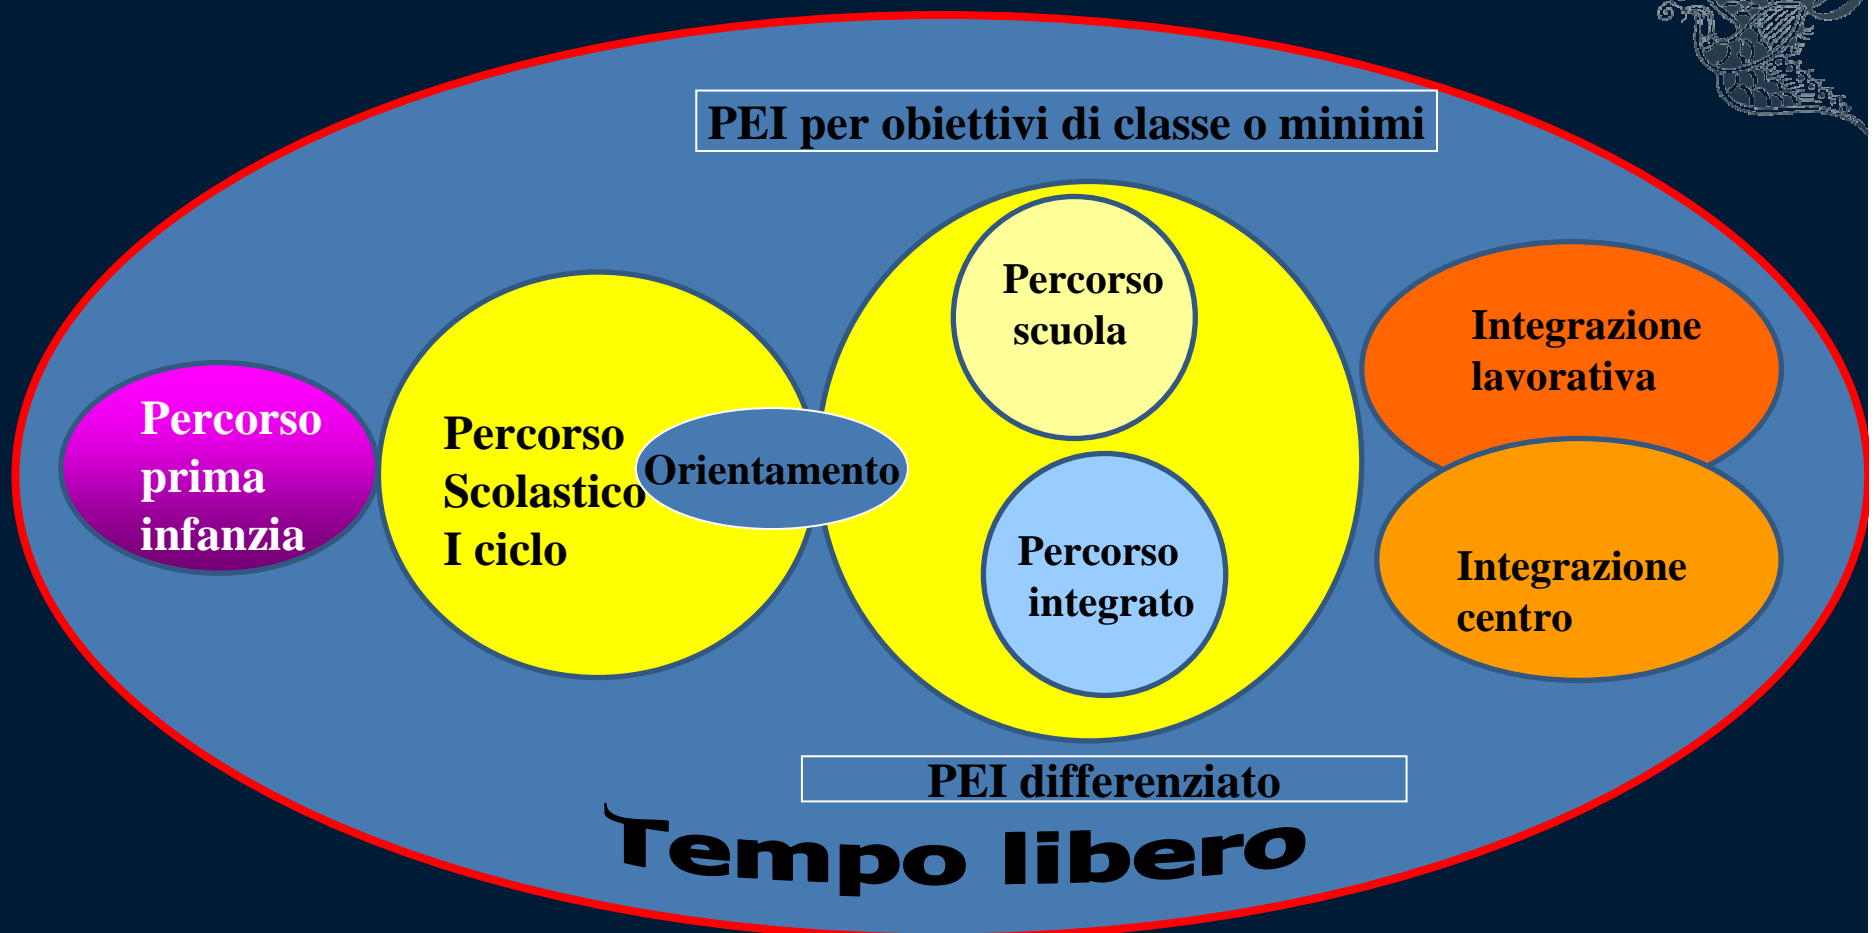 PEI per obiettivi di classe o minimi
Percorso
prima
infanzia
Percorso
Scolastico
I ciclo
Orientamento
Percorso
scuola
Percorso
integrato
Integrazione
lavorativa
Integrazione
centro
PEI differenziato
Tempo libero